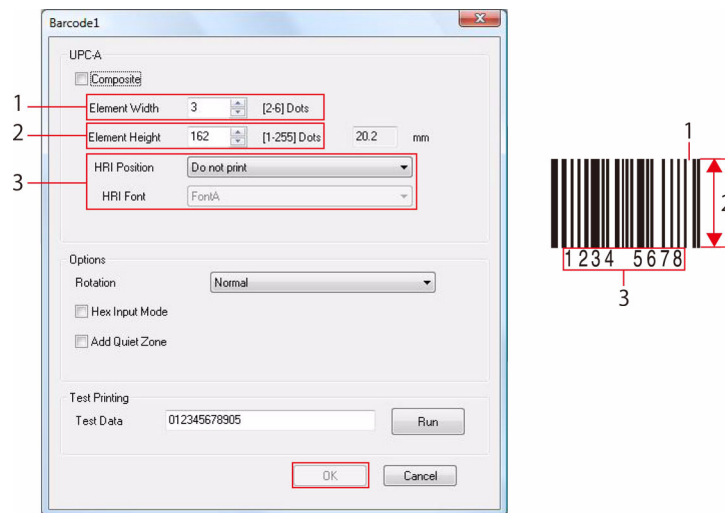 Barcode1
UPC-A
Composite
1 Element Width 3 [2-6] Dots
2 Element Height 162 [1-255] Dots 20.2 mm
3 HRI Position Do not print
HRI Font FontA
Options
Rotation Normal
Hex Input Mode
Add Quiet Zone
Test Printing
Test Data 012345678905 Run
OK Cancel
1
2
1234 5678
3